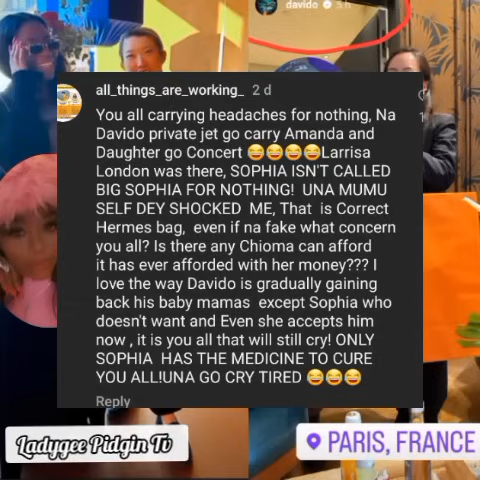 davido 5 h
all_things_are_working_ 2 d
You all carrying headaches for nothing, Na
Davido private jet go carry Amanda and
Daughter go Concert 😂😂😂😂Larrisa
London was there, SOPHIA ISN'T CALLED
BIG SOPHIA FOR NOTHING! UNA MUMU
SELF DEY SHOCKED ME, That is Correct
Hermes bag, even if na fake what concern
you all? Is there any Chioma can afford
it has ever afforded with her money??? I
love the way Davido is gradually gaining
back his baby mamas except Sophia who
doesn't want and Even she accepts him
now , it is you all that will still cry! ONLY
SOPHIA HAS THE MEDICINE TO CURE
YOU ALL!UNA GO CRY TIRED 😂😂😂
Reply
Ladygee Pidgin Tv
PARIS, FRANCE